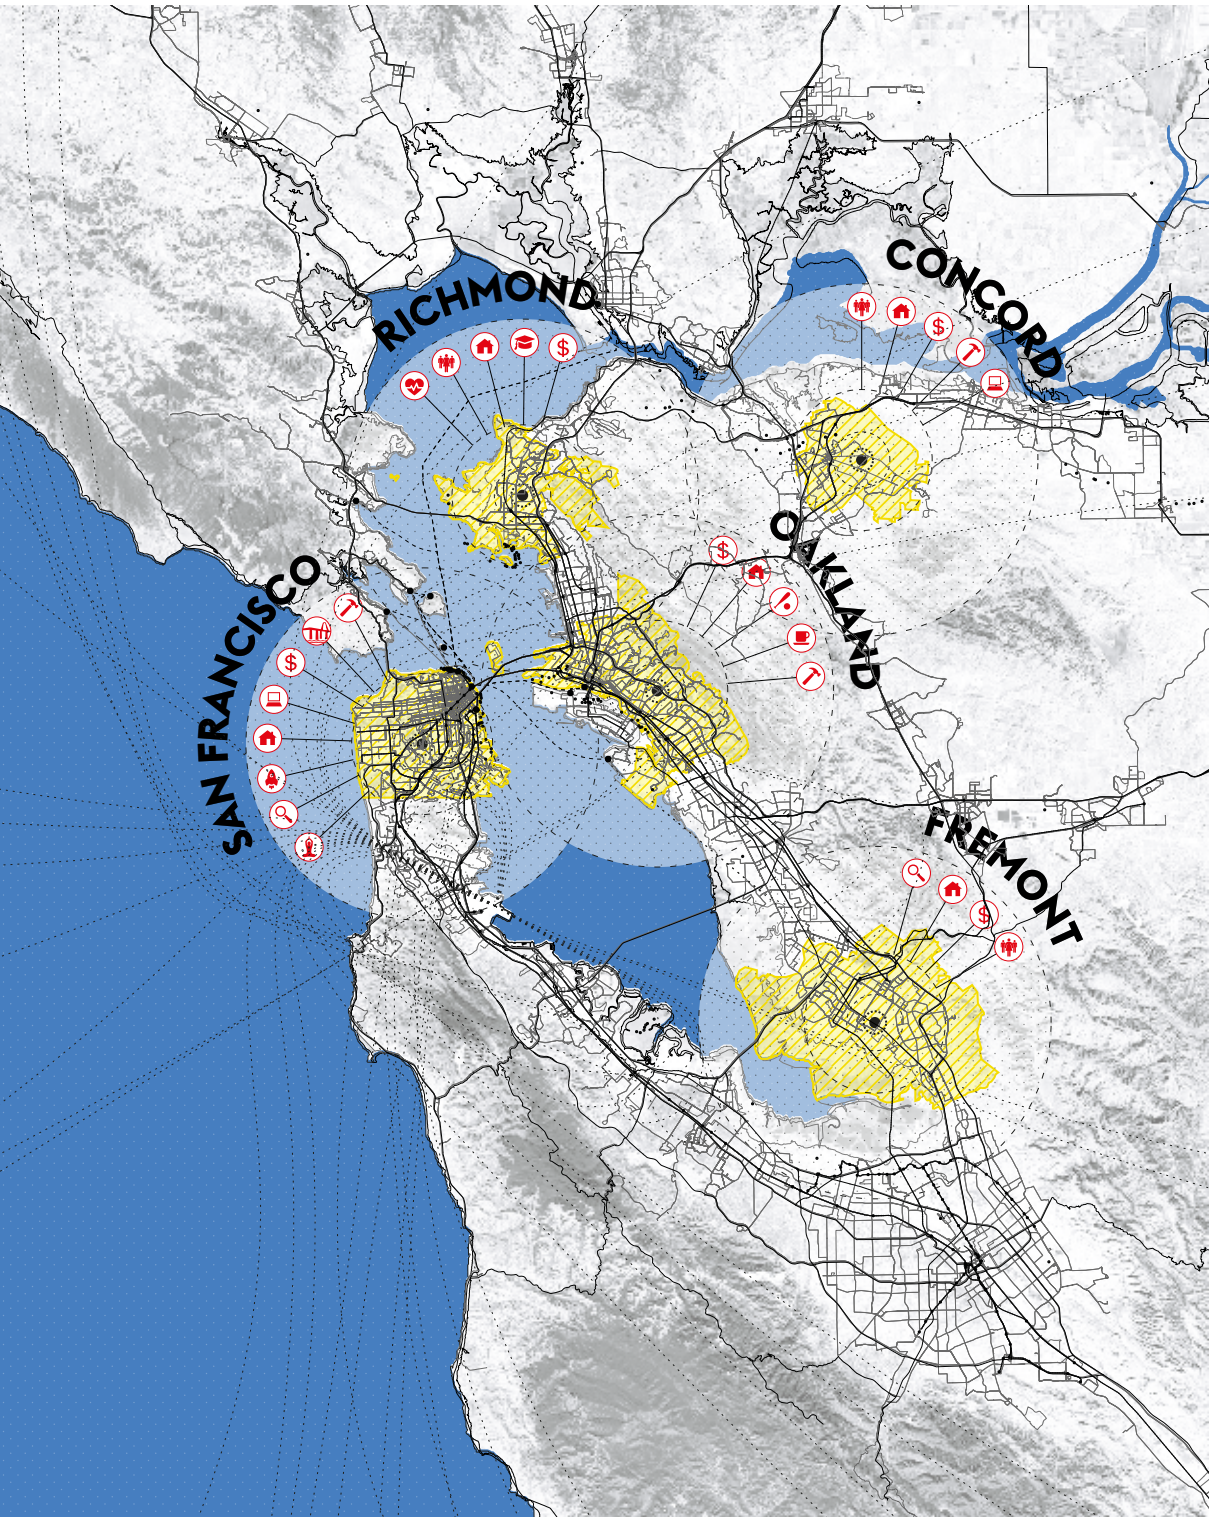 RICHMOND
CONCORD
OAKLAND
SAN FRANCISCO
FREMONT
$
$
$
$
$